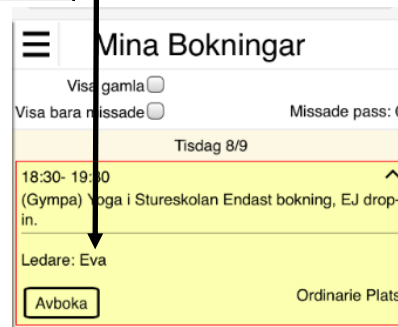 Mina Bokningar
Visa gamla
Visa bara missade Missade pass: 0
Tisdag 8/9
18:30- 19:30
(Gympa) Yoga i Stureskolan Endast bokning, EJ drop-
in.
Ledare: Eva
Avboka Ordinarie Plats